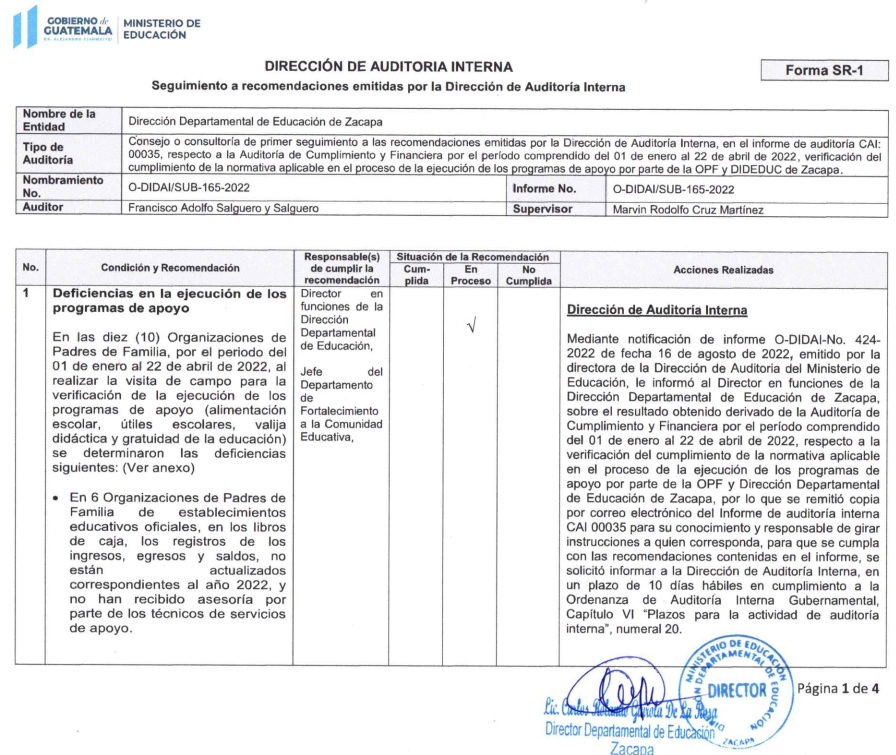 GOBIERNO de
GUATEMALA
DR. ALEJANDRO GIAMMATTEI
MINISTERIO DE
EDUCACIÓN
DIRECCIÓN DE AUDITORIA INTERNA
Forma SR-1
Seguimiento a recomendaciones emitidas por la Dirección de Auditoría Interna
Nombre de la
Entidad
Dirección Departamental de Educación de Zacapa
Tipo de
Auditoría
Consejo o consultoría de primer seguimiento a las recomendaciones emitidas por la Dirección de Auditoría Interna, en el informe de auditoría CAI:
00035, respecto a la Auditoría de Cumplimiento y Financiera por el período comprendido del 01 de enero al 22 de abril de 2022, verificación del
cumplimiento de la normativa aplicable en el proceso de la ejecución de los programas de apoyo por parte de la OPF y DIDEDUC de Zacapa.
Nombramiento
No.
O-DIDAI/SUB-165-2022
Informe No.
O-DIDAI/SUB-165-2022
Auditor
Francisco Adolfo Salguero y Salguero
Supervisor
Marvin Rodolfo Cruz Martínez
No.
Condición y Recomendación
Responsable(s)
de cumplir la
recomendación
Situación de la Recomendación
Cum-
plida
En
Proceso
No
Cumplida
Acciones Realizadas
1
Deficiencias en la ejecución de los
programas de apoyo
En las diez (10) Organizaciones de
Padres de Familia, por el periodo del
01 de enero al 22 de abril de 2022, al
realizar la visita de campo para la
verificación de la ejecución de los
programas de apoyo (alimentación
escolar, útiles escolares, valija
didáctica y gratuidad de la educación)
se determinaron las deficiencias
siguientes: (Ver anexo)
• En 6 Organizaciones de Padres de
Familia de establecimientos
educativos oficiales, en los libros
de caja, los registros de los
ingresos, egresos y saldos, no
están actualizados
correspondientes al año 2022, y
no han recibido asesoría por
parte de los técnicos de servicios
de apoyo.
Director en
funciones de la
Dirección
Departamental
de Educación,
Jefe del
Departamento
de
Fortalecimiento
a la Comunidad
Educativa,
√
Dirección de Auditoría Interna
Mediante notificación de informe O-DIDAI-No. 424-
2022 de fecha 16 de agosto de 2022, emitido por la
directora de la Dirección de Auditoria del Ministerio de
Educación, le informó al Director en funciones de la
Dirección Departamental de Educación de Zacapa,
sobre el resultado obtenido derivado de la Auditoría de
Cumplimiento y Financiera por el período comprendido
del 01 de enero al 22 de abril de 2022, respecto a la
verificación del cumplimiento de la normativa aplicable
en el proceso de la ejecución de los programas de
apoyo por parte de la OPF y Dirección Departamental
de Educación de Zacapa, por lo que se remitió copia
por correo electrónico del Informe de auditoría interna
CAI 00035 para su conocimiento y responsable de girar
instrucciones a quien corresponda, para que se cumpla
con las recomendaciones contenidas en el informe, se
solicitó informar a la Dirección de Auditoría Interna, en
un plazo de 10 días hábiles en cumplimiento a la
Ordenanza de Auditoría Interna Gubernamental,
Capítulo VI “Plazos para la actividad de auditoría
interna”, numeral 20.
MINISTERIO DE EDUCACIÓN
DEPARTAMENTAL DE EDUCACION
DIRECTOR
ZACAPA
Página 1 de 4
Lic. Carlos De La Rosa
Director Departamental de Educación
Zacapa